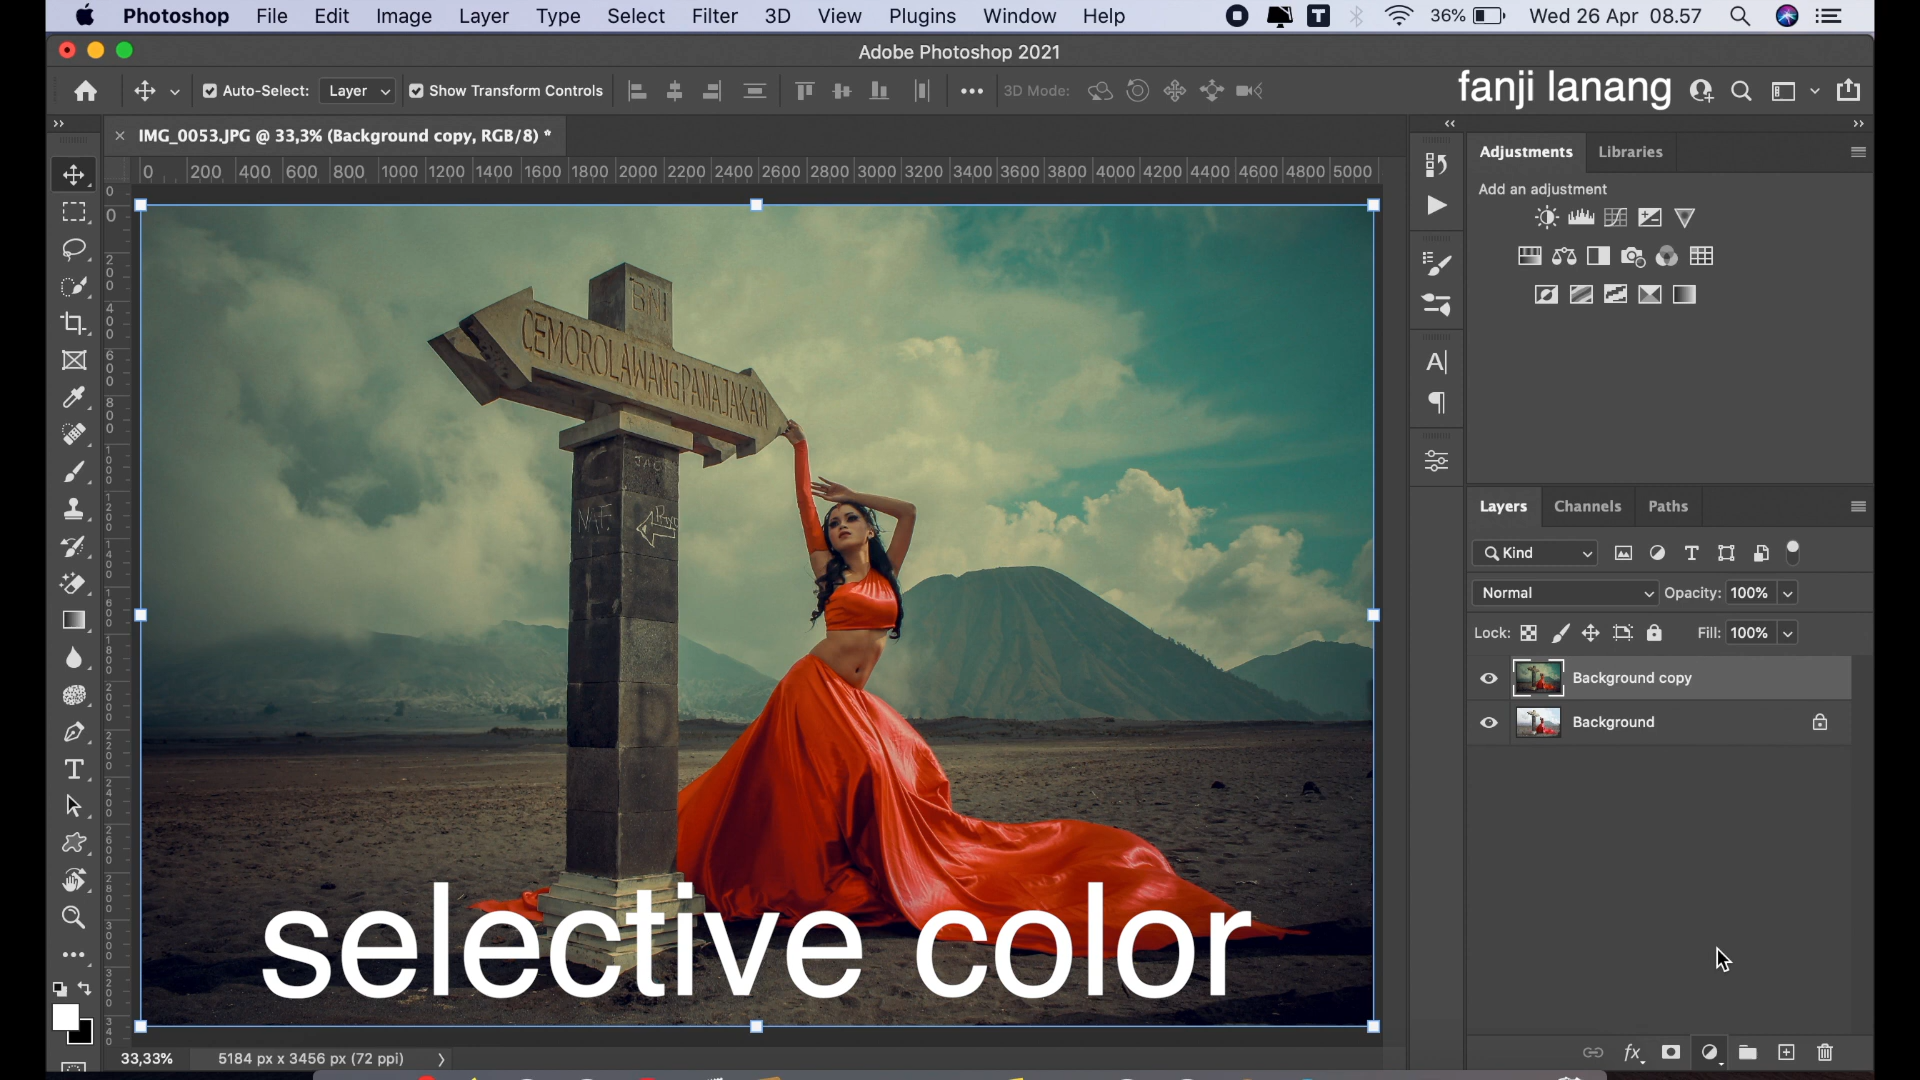 Photoshop File Edit Image Layer Type Select Filter 3D View Plugins Window Help T 36% Wed 26 Apr 08.57
Adobe Photoshop 2021
Auto-Select: Layer Show Transform Controls 3D Mode: fanji lanang
IMG_0053.JPG @ 33,3% (Background copy, RGB/8) *
0 200 400 600 800 1000 1200 1400 1600 1800 2000 2200 2400 2600 2800 3000 3200 3400 3600 3800 4000 4200 4400 4600 4800 5000
Adjustments Libraries
Add an adjustment
BNI
CEMOROLAWANG PANAJAKAN
Layers Channels Paths
Kind
Normal Opacity: 100%
Lock: Fill: 100%
Background copy
Background
selective color
33,33% 5184 px x 3456 px (72 ppi)
fx